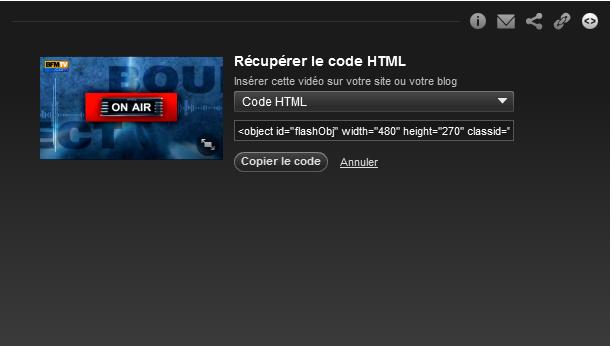 Récupérer le code HTML
Insérer cette vidéo sur votre site ou votre blog
Code HTML
<object id="flashObj" width="480" height="270" classid="
Copier le code
Annuler
BFM TV
BOU
ON AIR
ECT